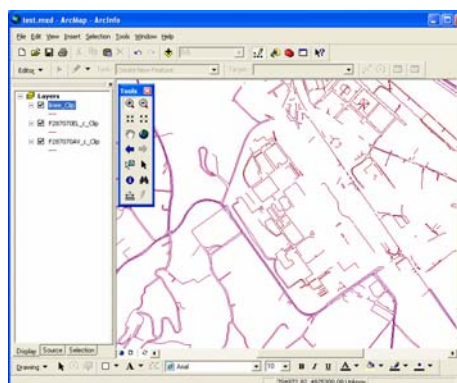 test.mxd - ArcMap - ArcInfo
File Edit View Insert Selection Tools Window Help
Editor Task: Create New Feature Target:
Layers
Tools
Display Source Selection
Drawing A Arial 10 B I U A